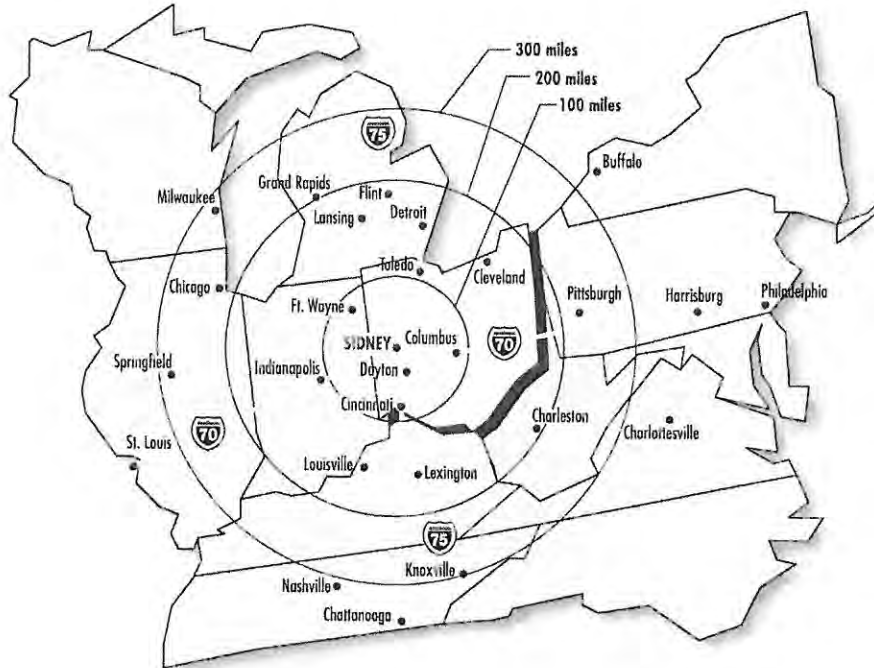 300 miles
200 miles
100 miles
75
Buffalo
Grand Rapids
Flint
Milwaukee
Lansing
Detroit
Toledo
Cleveland
Chicago
Ft. Wayne
Pittsburgh
Harrisburg
Philadelphia
SIDNEY
Columbus
70
Springfield
Indianapolis
Dayton
Cincinnati
Charleston
Charlottesville
70
St. Louis
Louisville
Lexington
75
Knoxville
Nashville
Chattanooga